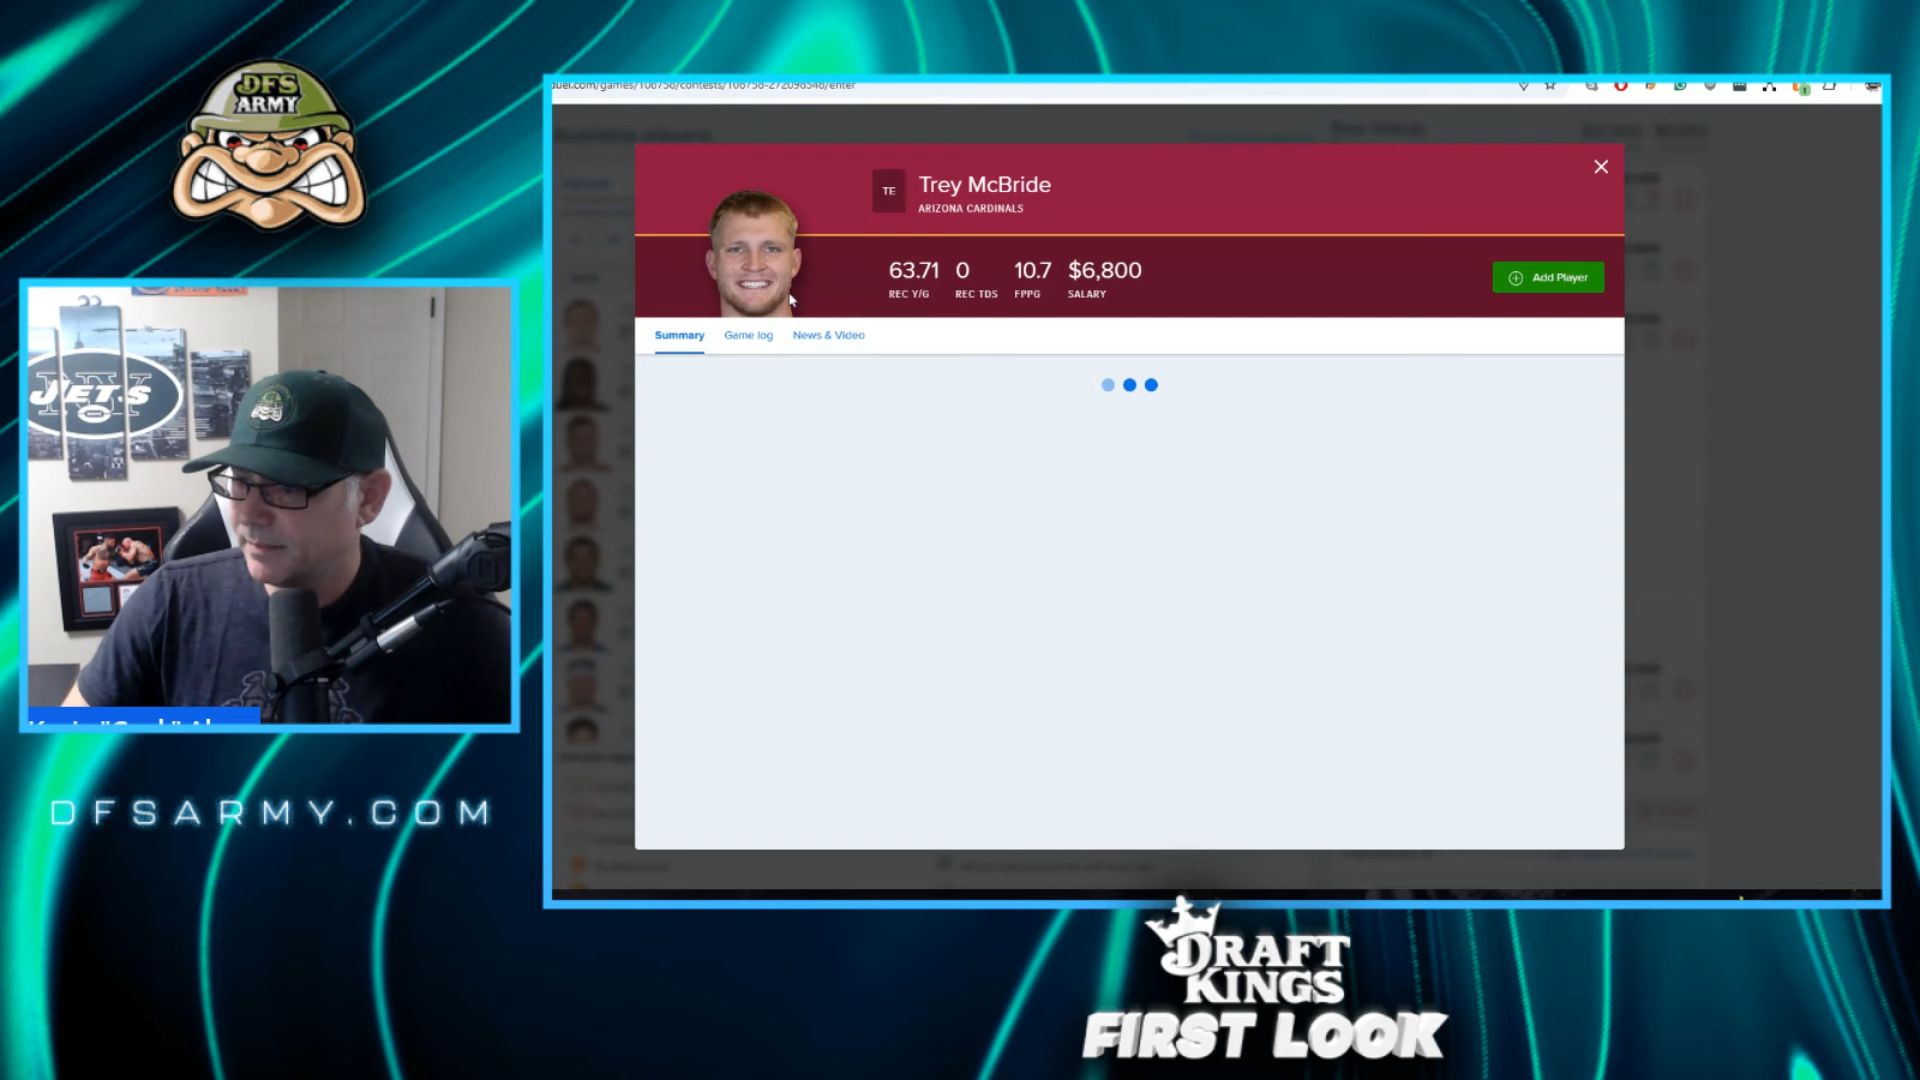 DFS
ARMY
JETS
NY
DFSARMY.COM
TE
Trey McBride
ARIZONA CARDINALS
63.71
REC Y/G
0
REC TDS
10.7
FPPG
$6,800
SALARY
Add Player
Summary
Game log
News & Video
DRAFT
KINGS
FIRST LOOK